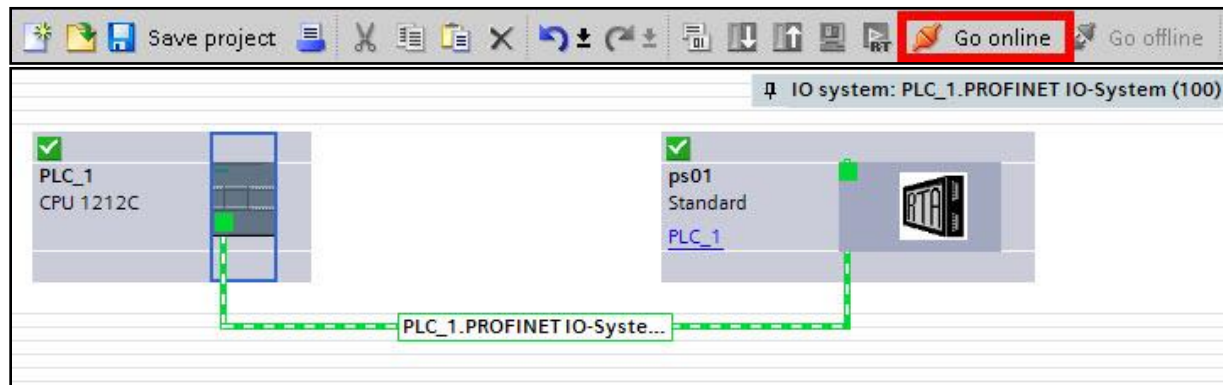 Save project
Go online
Go offline
IO system: PLC_1.PROFINET IO-System (100)
PLC_1
CPU 1212C
ps01
Standard
PLC_1
RTA
PLC_1.PROFINET IO-Syste...